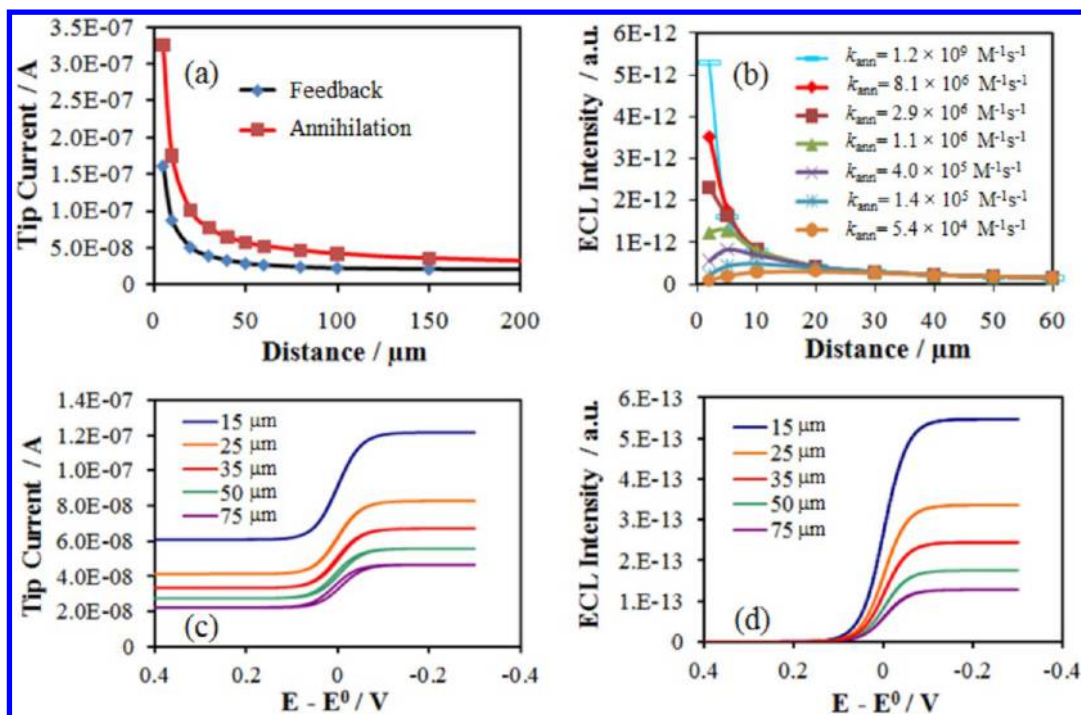 3.5E-07
3.0E-07
2.5E-07
2.0E-07
1.5E-07
1.0E-07
5.0E-08
0
Tip Current / A
(a)
Feedback
Annihilation
0 50 100 150 200
Distance / µm
6E-12
5E-12
4E-12
3E-12
2E-12
1E-12
0
ECL Intensity / a.u.
(b)
kann= 1.2 × 10⁹ M⁻¹s⁻¹
kann= 8.1 × 10⁶ M⁻¹s⁻¹
kann= 2.9 × 10⁶ M⁻¹s⁻¹
kann= 1.1 × 10⁶ M⁻¹s⁻¹
kann= 4.0 × 10⁵ M⁻¹s⁻¹
kann= 1.4 × 10⁵ M⁻¹s⁻¹
kann= 5.4 × 10⁴ M⁻¹s⁻¹
0 10 20 30 40 50 60
Distance / µm
1.4E-07
1.2E-07
1.0E-07
8.0E-08
6.0E-08
4.0E-08
2.0E-08
0
Tip Current / A
15 µm
25 µm
35 µm
50 µm
75 µm
(c)
0.4 0.2 0 -0.2 -0.4
E - E⁰ / V
6.E-13
5.E-13
4.E-13
3.E-13
2.E-13
1.E-13
0
ECL Intensity / a.u.
15 µm
25 µm
35 µm
50 µm
75 µm
(d)
0.4 0.2 0 -0.2 -0.4
E - E⁰ / V